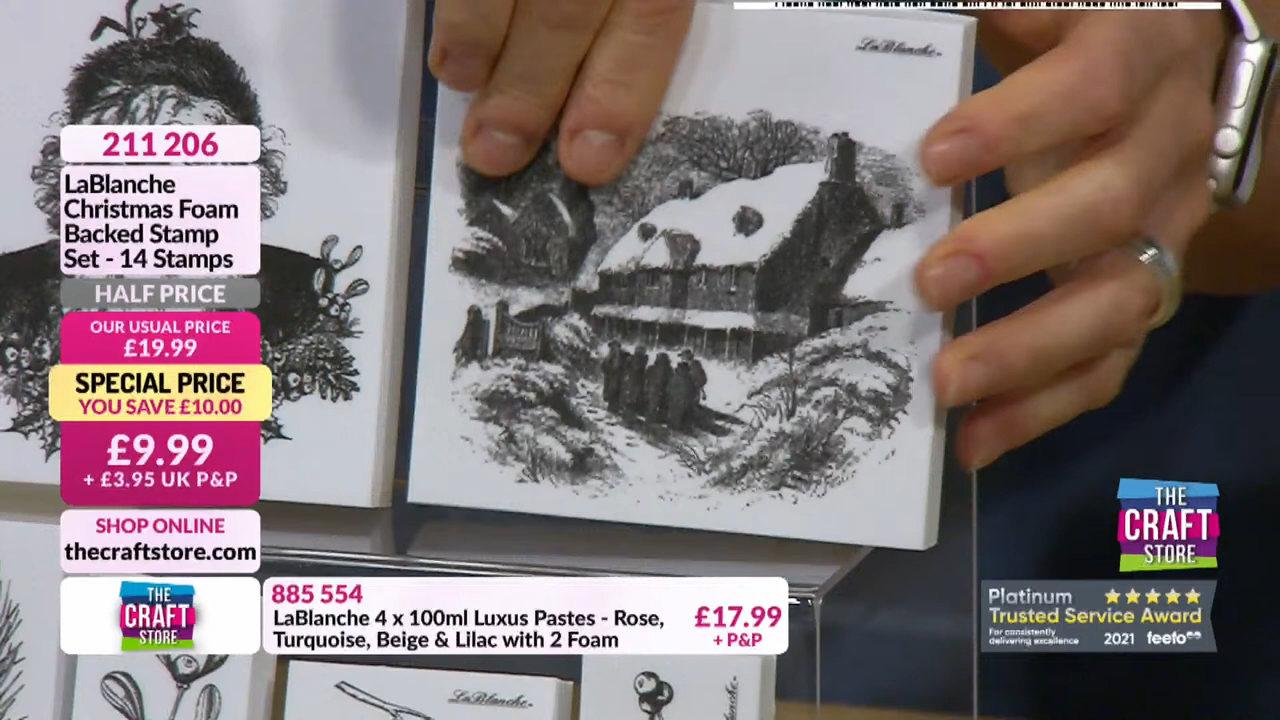 LaBlanche
211 206
LaBlanche
Christmas Foam
Backed Stamp
Set - 14 Stamps
HALF PRICE
OUR USUAL PRICE
£19.99
SPECIAL PRICE
YOU SAVE £10.00
£9.99
+ £3.95 UK P&P
SHOP ONLINE
thecraftstore.com
THE
CRAFT
STORE
885 554
LaBlanche 4 x 100ml Luxus Pastes - Rose,
Turquoise, Beige & Lilac with 2 Foam
£17.99
+ P&P
THE
CRAFT
STORE
Platinum
Trusted Service Award
For consistently
delivering excellence
2021 feefo
LaBlanche
LaBlanche